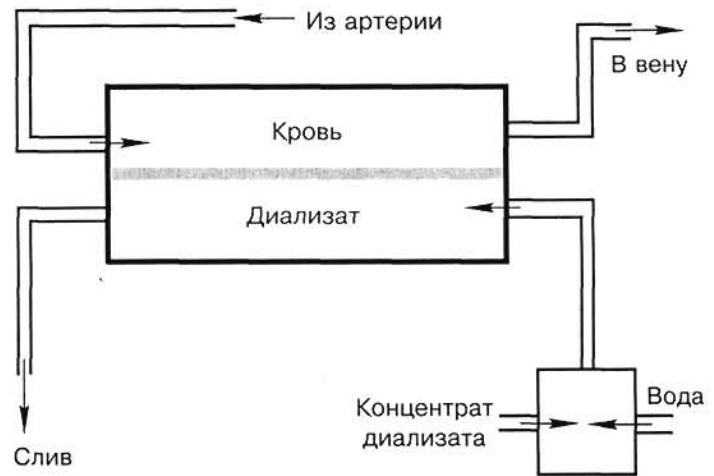 Из артерии
В вену
Кровь
Диализат
Концентрат
диализата
Вода
Слив